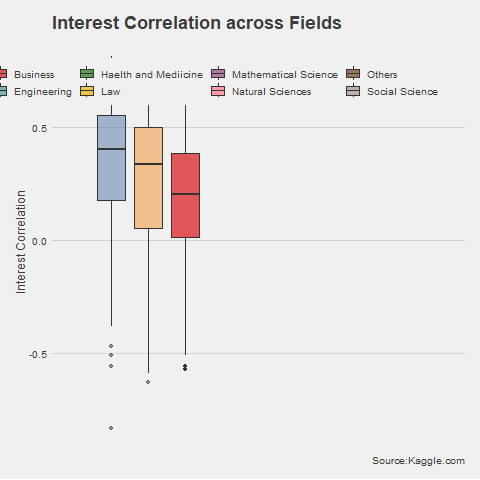 Interest Correlation across Fields
Business Haelth and Mediicine Mathematical Science Others
Engineering Law Natural Sciences Social Science
0.5
0.0
-0.5
Interest Correlation
Source:Kaggle.com